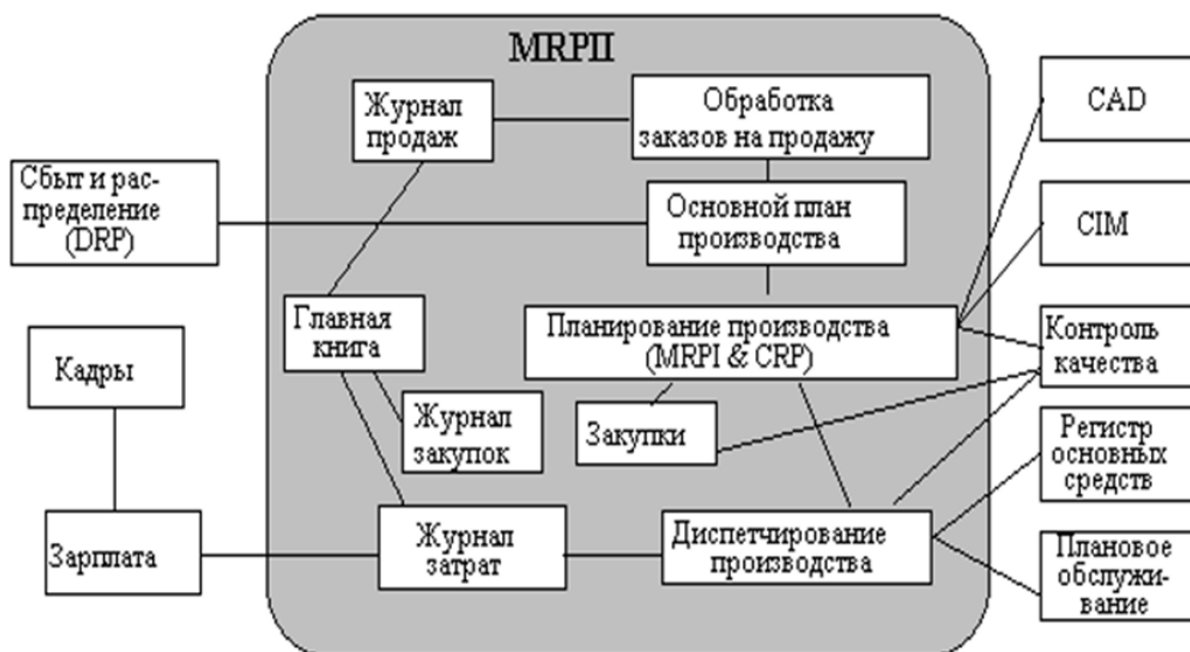 MRPII
Журнал
продаж
Обработка
заказов на продажу
CAD
Сбыт и рас-
пределение
(DRP)
Основной план
производства
CIM
Главная
книга
Планирование производства
(MRPI & CRP)
Контроль
качества
Кадры
Журнал
закупок
Закупки
Регистр
основных
средств
Зарплата
Журнал
затрат
Диспетчирование
производства
Плановое
обслужи-
вание